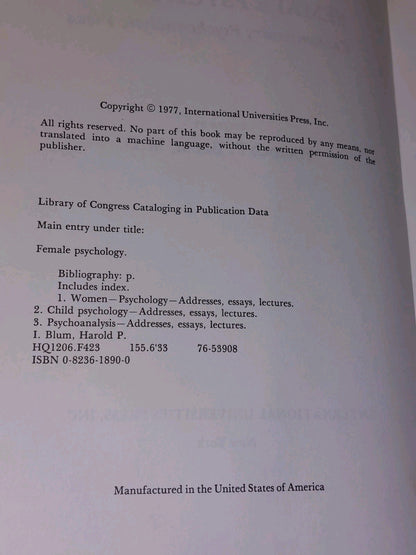 Copyright © 1977, International Universities Press, Inc.
All rights reserved. No part of this book may be reproduced by any means, nor
translated into a machine language, without the written permission of the
publisher.
Library of Congress Cataloging in Publication Data
Main entry under title:
Female psychology.
Bibliography: p.
Includes index.
1. Women—Psychology—Addresses, essays, lectures.
2. Child psychology—Addresses, essays, lectures.
3. Psychoanalysis—Addresses, essays, lectures.
I. Blum, Harold P.
HQ1206.F423 155.6'33 76-53908
ISBN 0-8236-1890-0
Manufactured in the United States of America